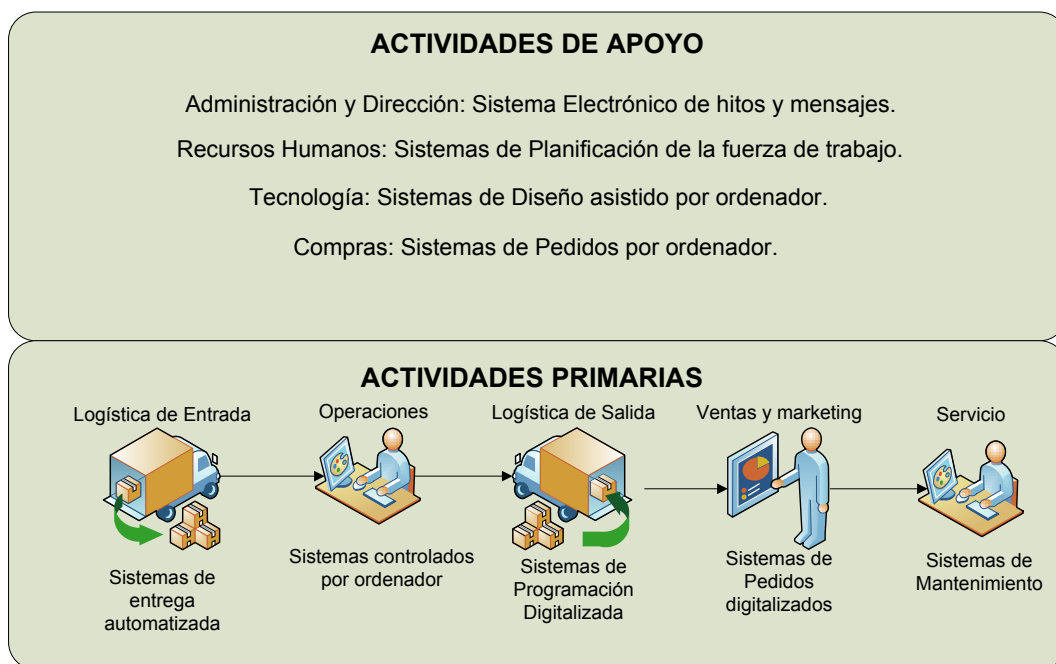 ACTIVIDADES DE APOYO
Administración y Dirección: Sistema Electrónico de hitos y mensajes.
Recursos Humanos: Sistemas de Planificación de la fuerza de trabajo.
Tecnología: Sistemas de Diseño asistido por ordenador.
Compras: Sistemas de Pedidos por ordenador.
ACTIVIDADES PRIMARIAS
Logística de Entrada
Sistemas de
entrega
automatizada
Operaciones
Sistemas controlados
por ordenador
Logística de Salida
Sistemas de
Programación
Digitalizada
Ventas y marketing
Sistemas de
Pedidos
digitalizados
Servicio
Sistemas de
Mantenimiento